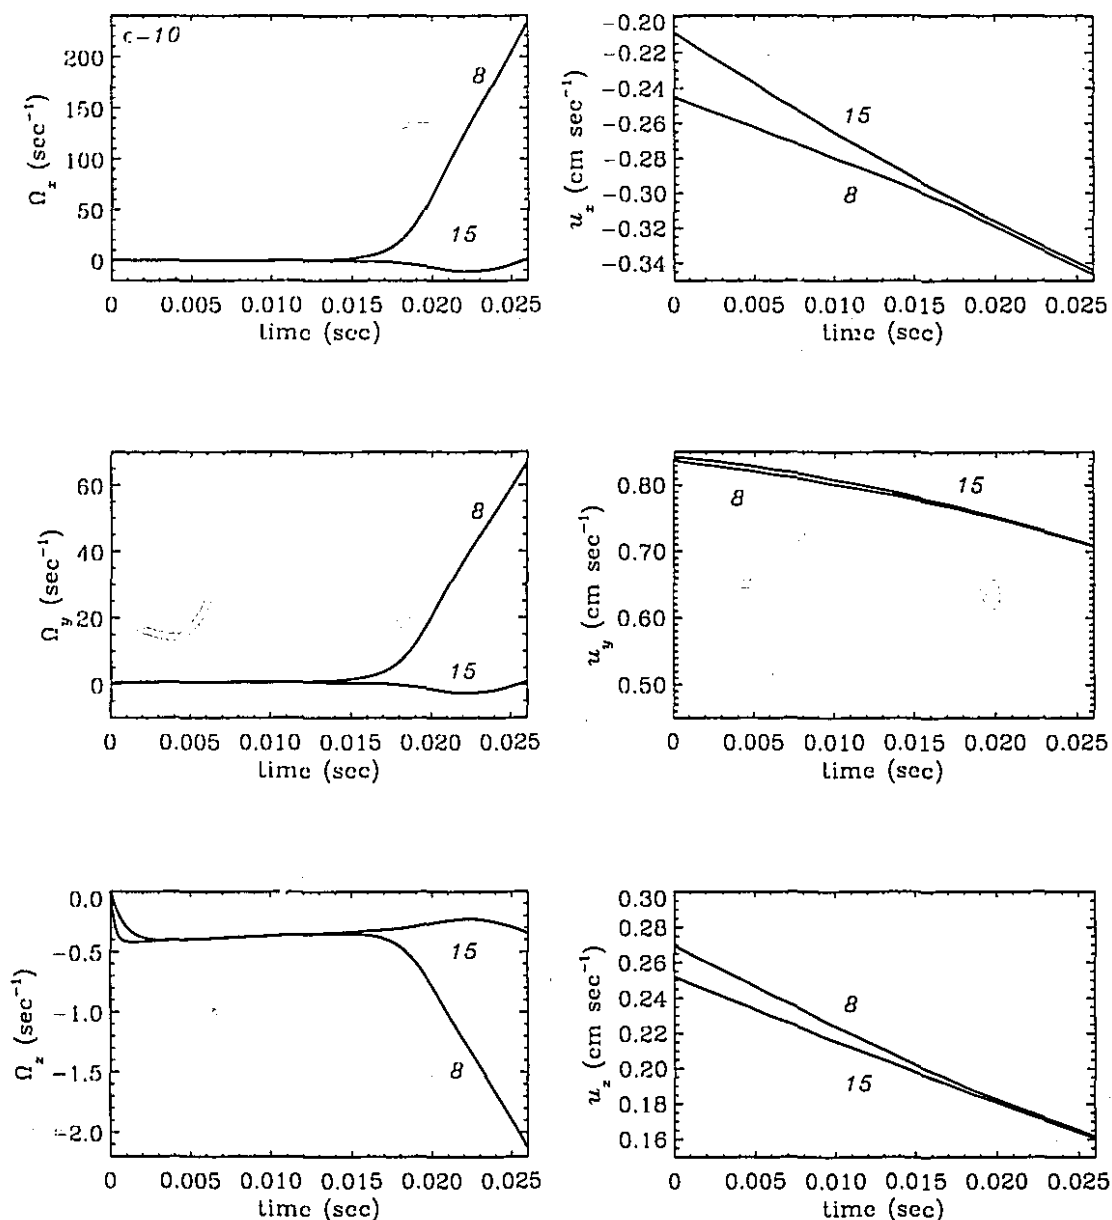 c-10
200
150
100
50
0
Ωx (sec⁻¹)
8
15
0 0.005 0.010 0.015 0.020 0.025
time (sec)
-0.20
-0.22
-0.24
-0.26
-0.28
-0.30
-0.32
-0.34
ux (cm sec⁻¹)
15
8
0 0.005 0.010 0.015 0.020 0.025
time (sec)
60
40
20
0
Ωy (sec⁻¹)
8
15
0 0.005 0.010 0.015 0.020 0.025
time (sec)
0.80
0.70
0.60
0.50
uy (cm sec⁻¹)
8
15
0 0.005 0.010 0.015 0.020 0.025
time (sec)
0.0
-0.5
-1.0
-1.5
-2.0
Ωz (sec⁻¹)
15
8
0 0.005 0.010 0.015 0.020 0.025
time (sec)
0.30
0.28
0.26
0.24
0.22
0.20
0.18
0.16
uz (cm sec⁻¹)
8
15
0 0.005 0.010 0.015 0.020 0.025
time (sec)